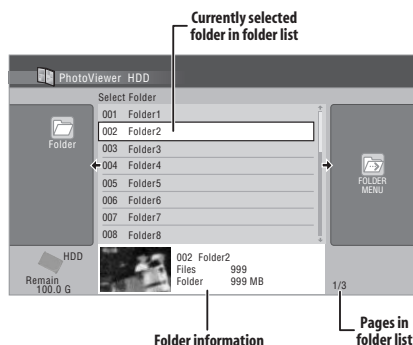 Currently selected
folder in folder list
PhotoViewer HDD
Select Folder
Folder
001 Folder1
002 Folder2
003 Folder3
004 Folder4
005 Folder5
006 Folder6
007 Folder7
008 Folder8
FOLDER
MENU
HDD
Remain
100.0 G
002 Folder2
Files 999
Folder 999 MB
1/3
Folder information
Pages in
folder list